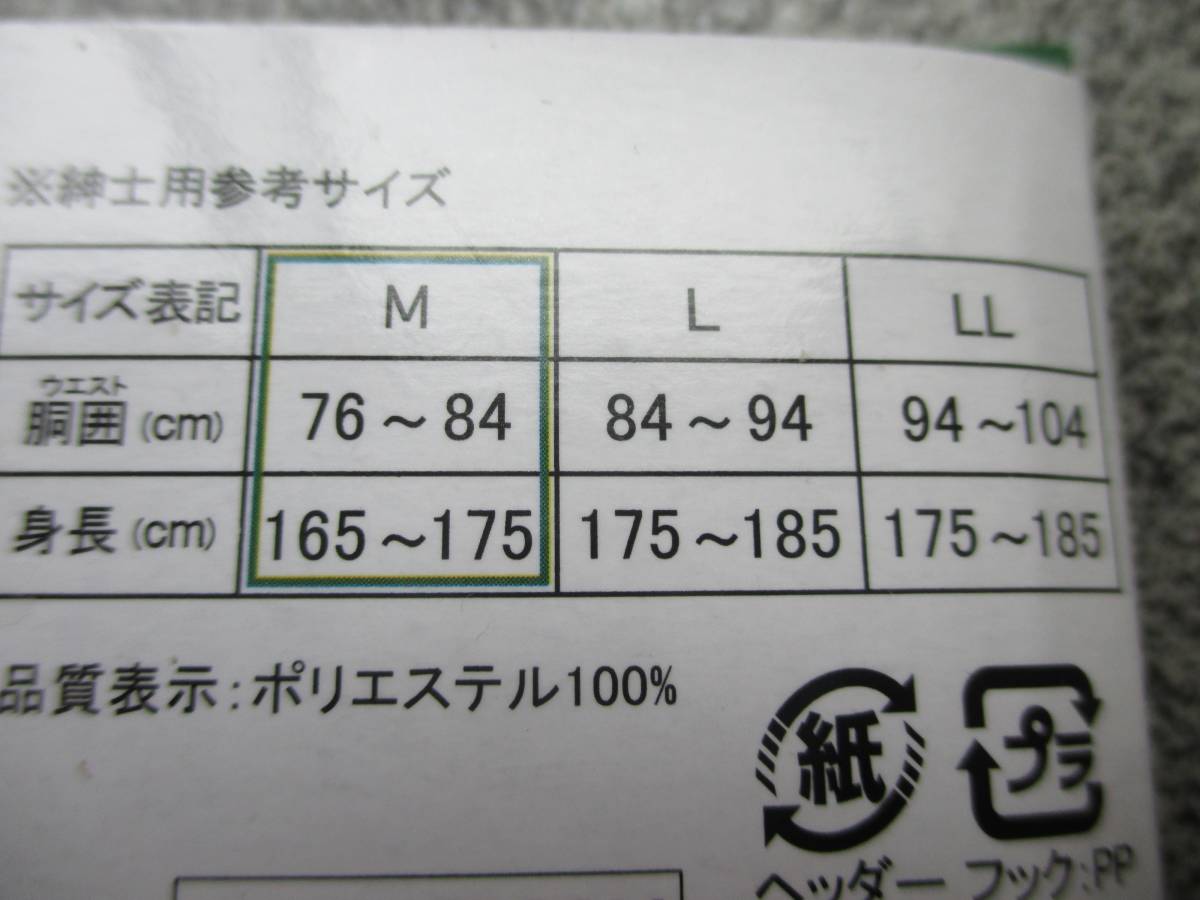 ※紳士用参考サイズ
サイズ表記 M L LL
ウエスト
胴囲(cm) 76～84 84～94 94～104
身長(cm) 165～175 175～185 175～185
品質表示:ポリエステル100%
紙 プラ
ヘッダー フック:PP